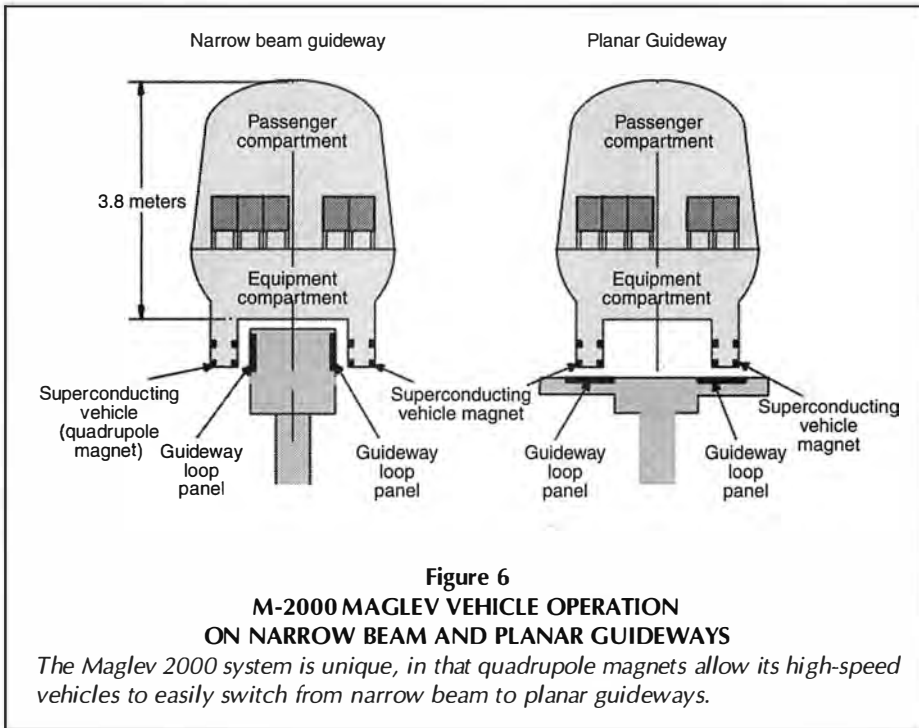 Narrow beam guideway
Planar Guideway
Passenger
compartment
Passenger
compartment
3.8 meters
Equipment
compartment
Equipment
compartment
Superconducting
vehicle
(quadrupole
magnet)
Guideway
loop
panel
Guideway
loop
panel
Superconducting
vehicle magnet
Guideway
loop
panel
Guideway
loop
panel
Superconducting
vehicle
magnet
Figure 6
M-2000 MAGLEV VEHICLE OPERATION
ON NARROW BEAM AND PLANAR GUIDEWAYS
The Maglev 2000 system is unique, in that quadrupole magnets allow its high-speed
vehicles to easily switch from narrow beam to planar guideways.